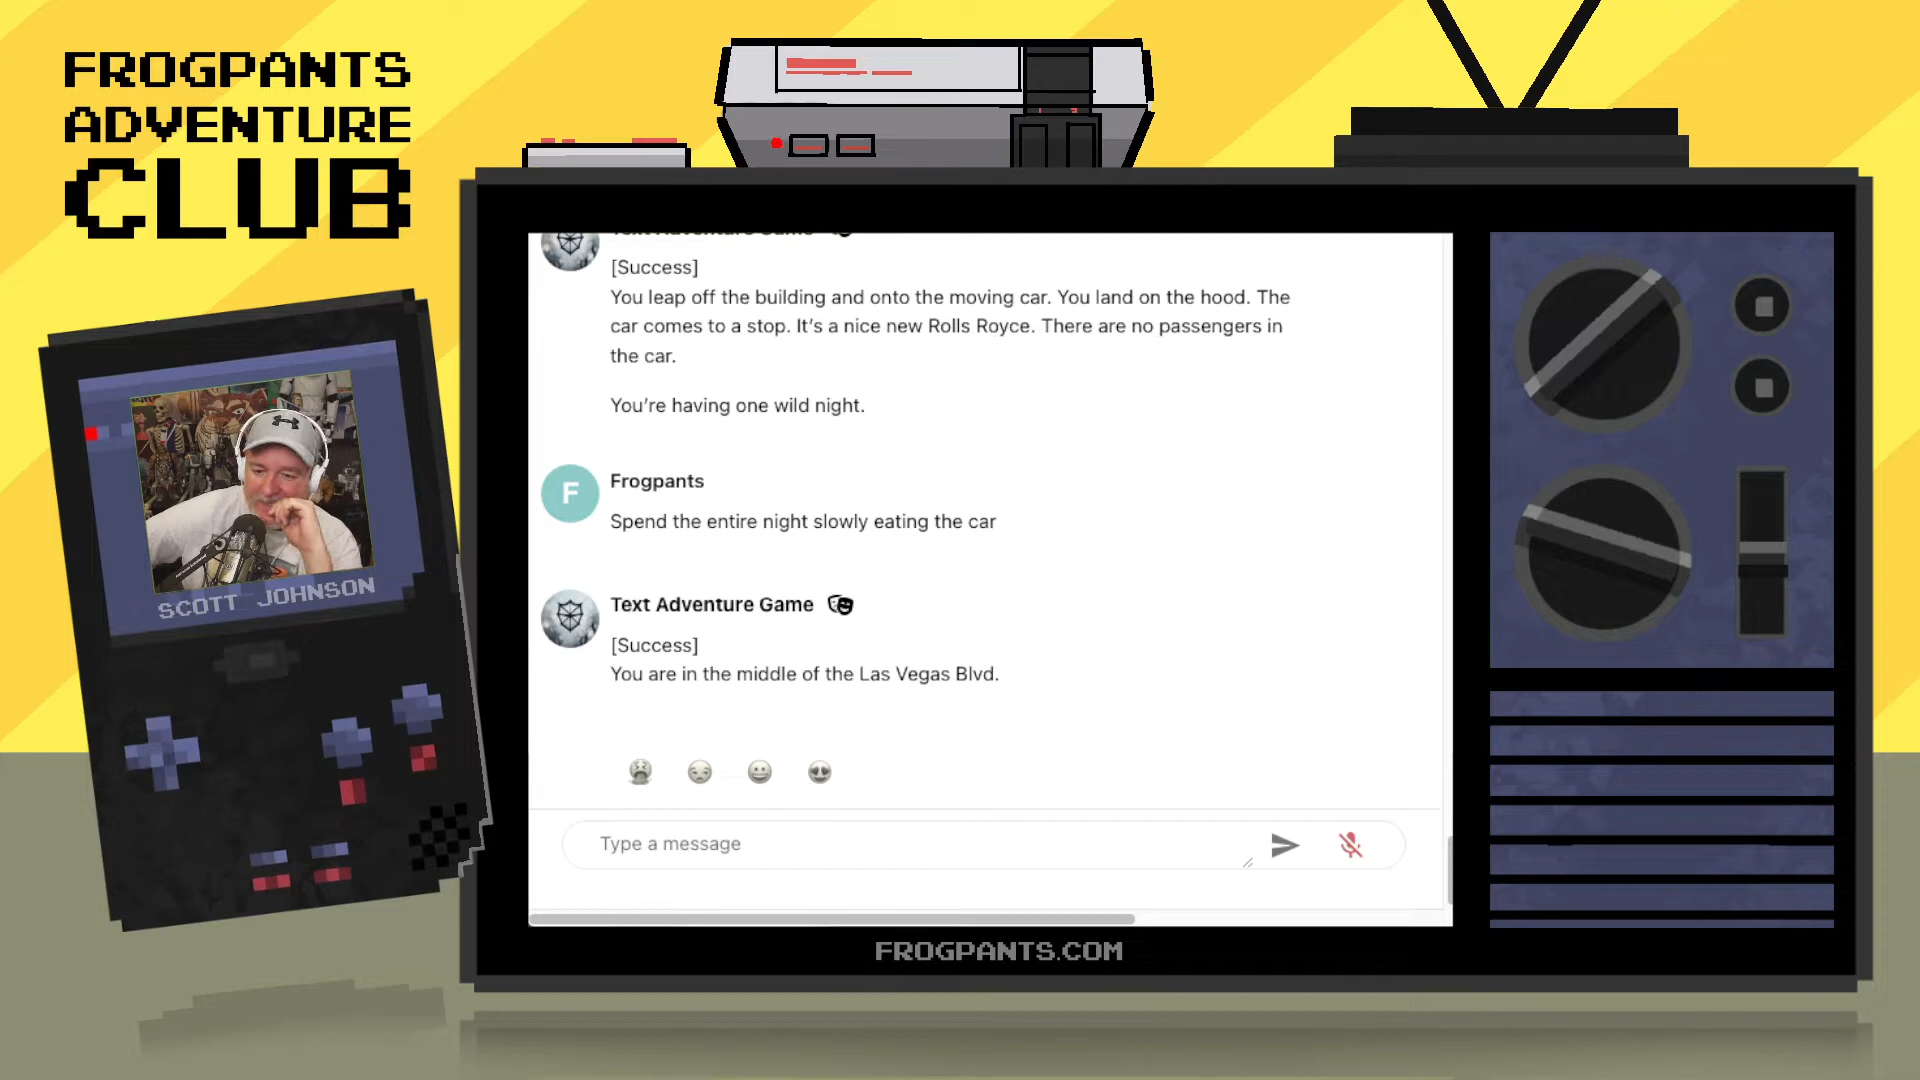 FROGPANTS
ADVENTURE
CLUB
SCOTT JOHNSON
Text Adventure Game
[Success]
You leap off the building and onto the moving car. You land on the hood. The
car comes to a stop. It’s a nice new Rolls Royce. There are no passengers in
the car.
You’re having one wild night.
F
Frogpants
Spend the entire night slowly eating the car
Text Adventure Game
[Success]
You are in the middle of the Las Vegas Blvd.
Type a message
FROGPANTS.COM